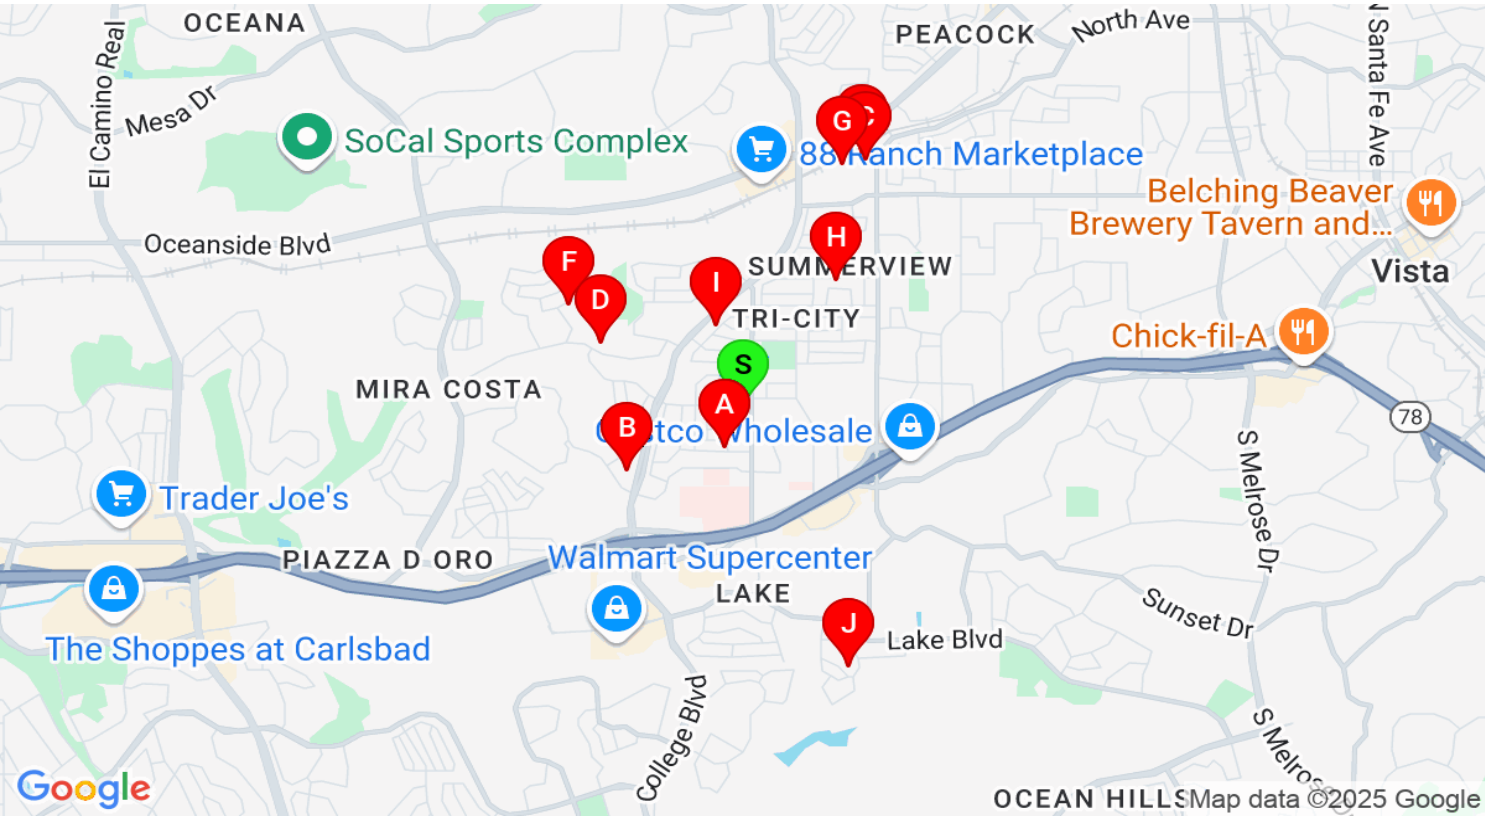 OCEANA
PEACOCK
North Ave
N Santa Fe Ave
El Camino Real
Mesa Dr
SoCal Sports Complex
G
C
88 Ranch Marketplace
Belching Beaver
Brewery Tavern and...
Oceanside Blvd
H
F
SUMMERVIEW
Vista
I
D
TRI-CITY
Chick-fil-A
S
MIRA COSTA
A
78
B
Costco Wholesale
S Melrose Dr
Trader Joe's
PIAZZA D ORO
Walmart Supercenter
LAKE
Sunset Dr
J
Lake Blvd
The Shoppes at Carlsbad
College Blvd
S Melrose Dr
Google
OCEAN HILLS
Map data ©2025 Google